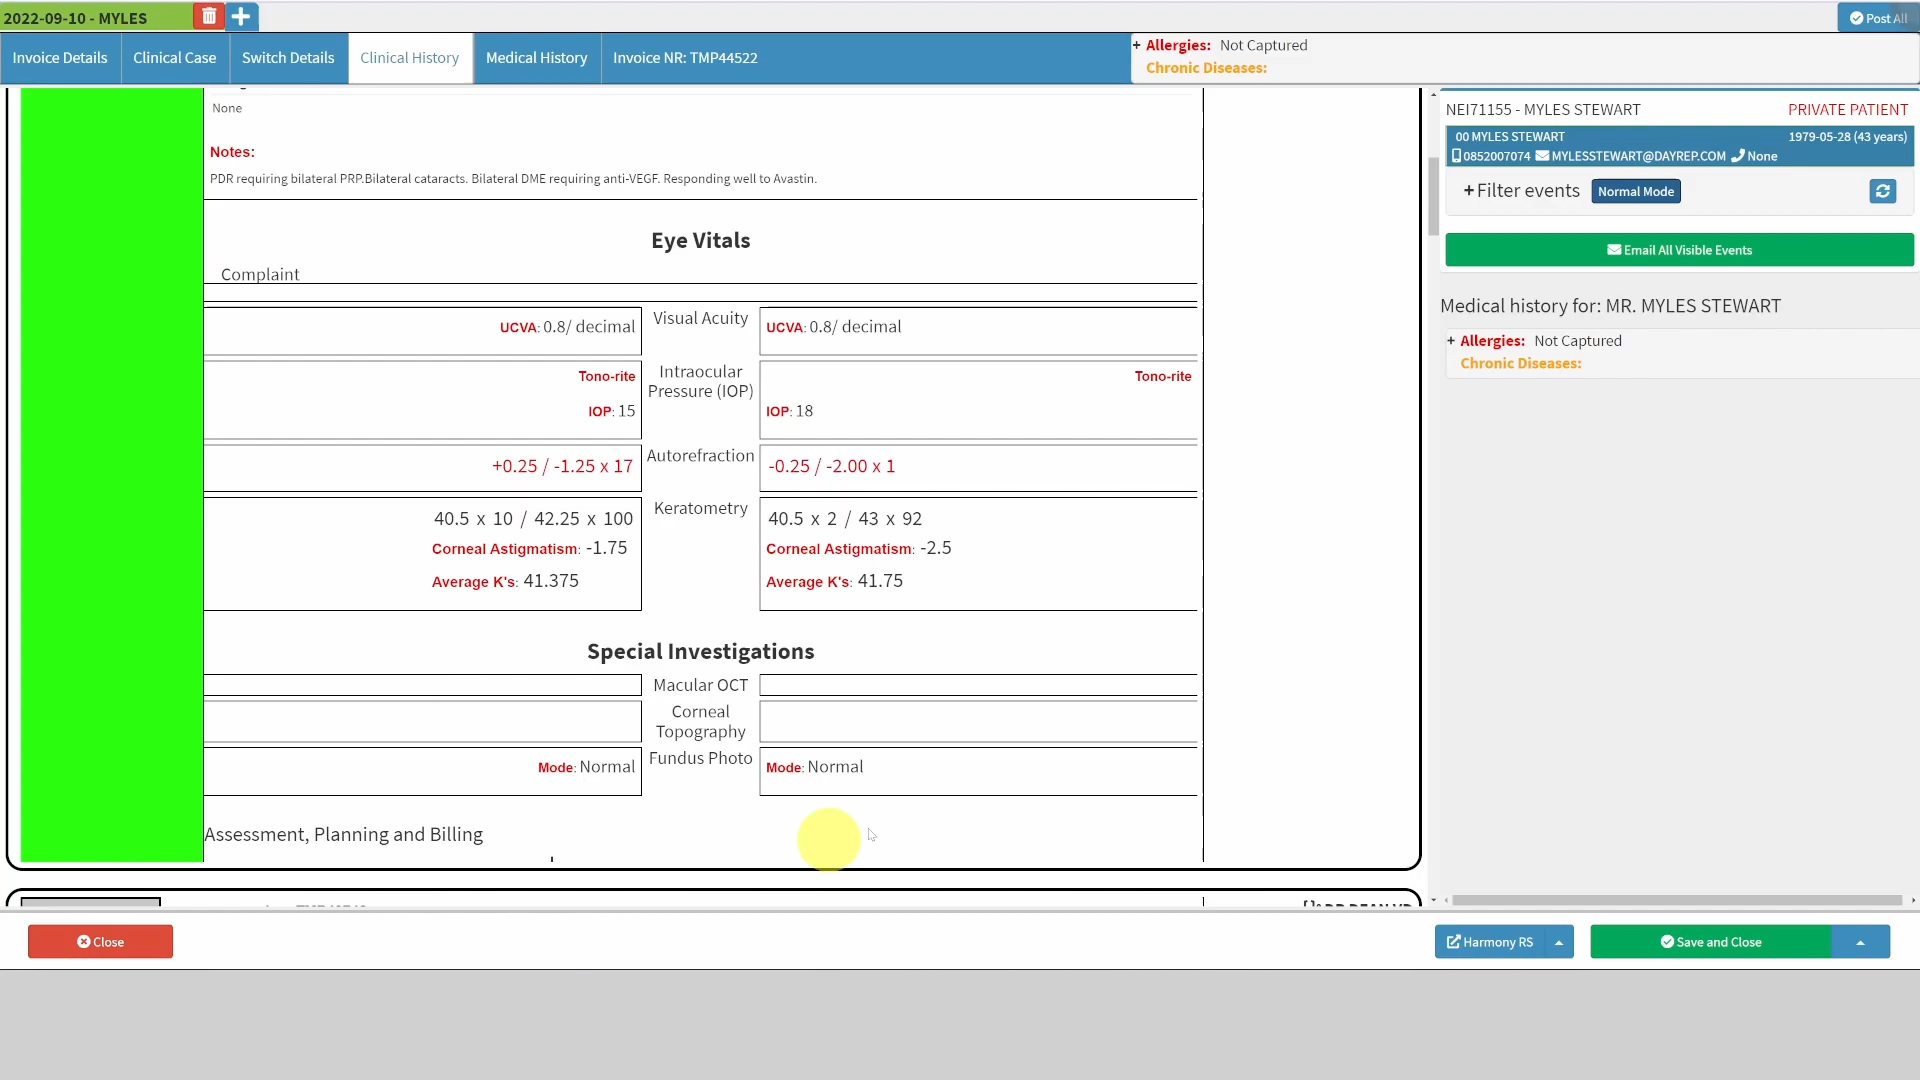 2022-09-10 - MYLES
Post All
Invoice Details
Clinical Case
Switch Details
Clinical History
Medical History
Invoice NR: TMP44522
+ Allergies: Not Captured
Chronic Diseases:
None
Notes:
PDR requiring bilateral PRP.Bilateral cataracts. Bilateral DME requiring anti-VEGF. Responding well to Avastin.
Eye Vitals
Complaint
UCVA: 0.8/ decimal
Visual Acuity
UCVA: 0.8/ decimal
Tono-rite
IOP: 15
Intraocular
Pressure (IOP)
Tono-rite
IOP: 18
+0.25 / -1.25 x 17
Autorefraction
-0.25 / -2.00 x 1
40.5 x 10 / 42.25 x 100
Corneal Astigmatism: -1.75
Average K's: 41.375
Keratometry
40.5 x 2 / 43 x 92
Corneal Astigmatism: -2.5
Average K's: 41.75
Special Investigations
Macular OCT
Corneal
Topography
Mode: Normal
Fundus Photo
Mode: Normal
Assessment, Planning and Billing
NEI71155 - MYLES STEWART
PRIVATE PATIENT
00 MYLES STEWART
1979-05-28 (43 years)
0852007074
MYLESSTEWART@DAYREP.COM
None
+Filter events
Normal Mode
Email All Visible Events
Medical history for: MR. MYLES STEWART
+ Allergies: Not Captured
Chronic Diseases:
Close
Harmony RS
Save and Close